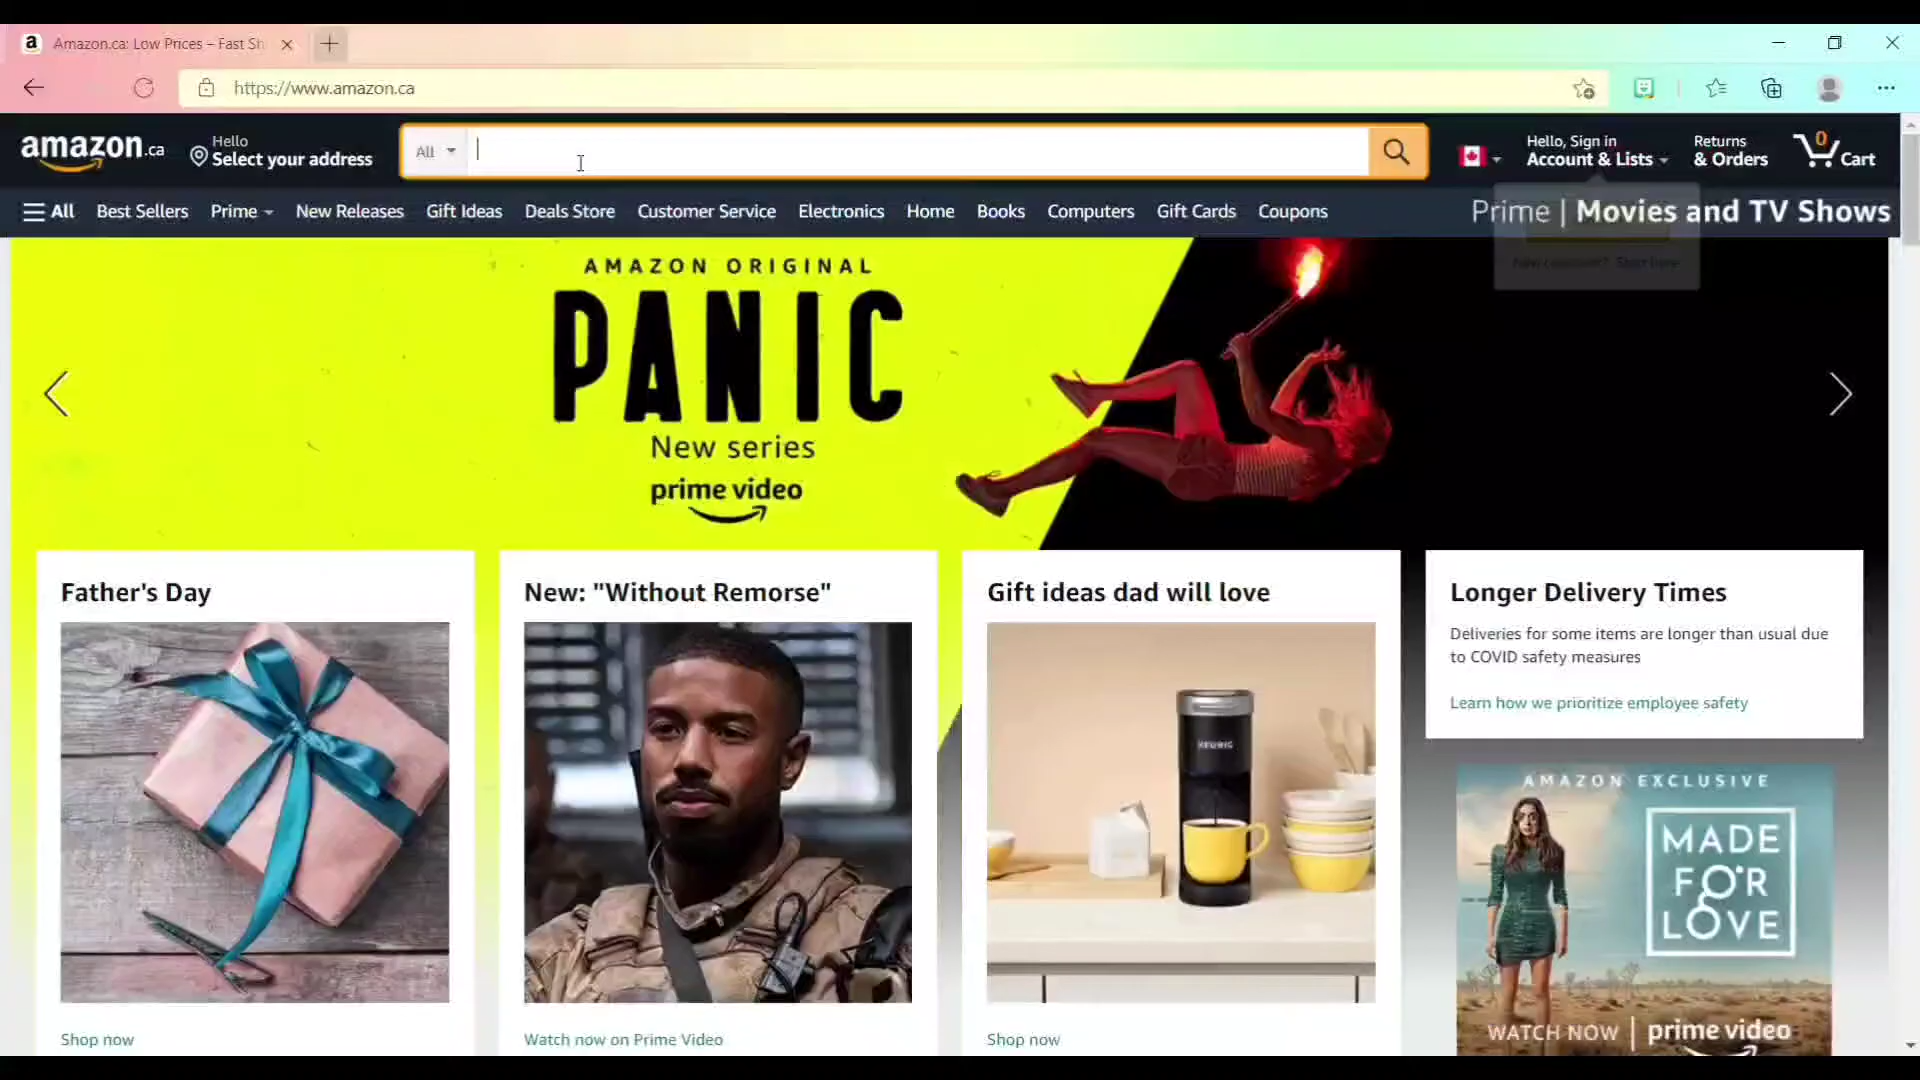 Amazon.ca: Low Prices – Fast Sh
https://www.amazon.ca
amazon.ca
Hello
Select your address
All
Hello, Sign in
Account & Lists
Returns
& Orders
0
Cart
All
Best Sellers
Prime
New Releases
Gift Ideas
Deals Store
Customer Service
Electronics
Home
Books
Computers
Gift Cards
Coupons
Prime | Movies and TV Shows
New customer? Start here.
AMAZON ORIGINAL
PANIC
New series
prime video
Father's Day
Shop now
New: "Without Remorse"
Watch now on Prime Video
Gift ideas dad will love
KEURIG
Shop now
Longer Delivery Times
Deliveries for some items are longer than usual due
to COVID safety measures
Learn how we prioritize employee safety
AMAZON EXCLUSIVE
MADE
FOR
LOVE
WATCH NOW | prime video